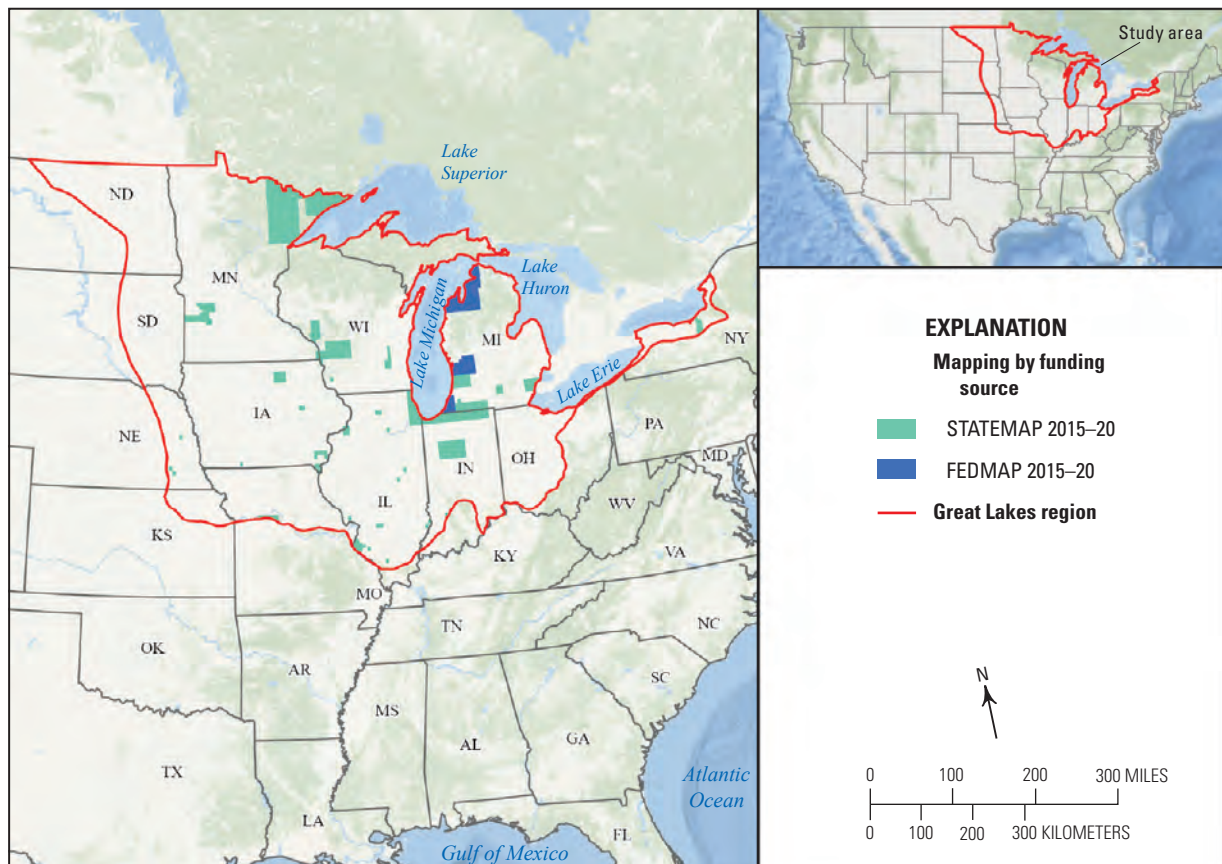 Lake
Superior
ND
MN
Lake
Huron
SD
WI
Lake Michigan
MI
NY
Lake Erie
IA
NE
PA
OH
MD
IN
IL
WV
KS
VA
KY
MO
TN
NC
OK
AR
SC
MS
AL
GA
TX
Atlantic
Ocean
LA
FL
Gulf of Mexico
Study area
EXPLANATION
Mapping by funding
source
STATEMAP 2015–20
FEDMAP 2015–20
Great Lakes region
N
0 100 200 300 MILES
0 100 200 300 KILOMETERS